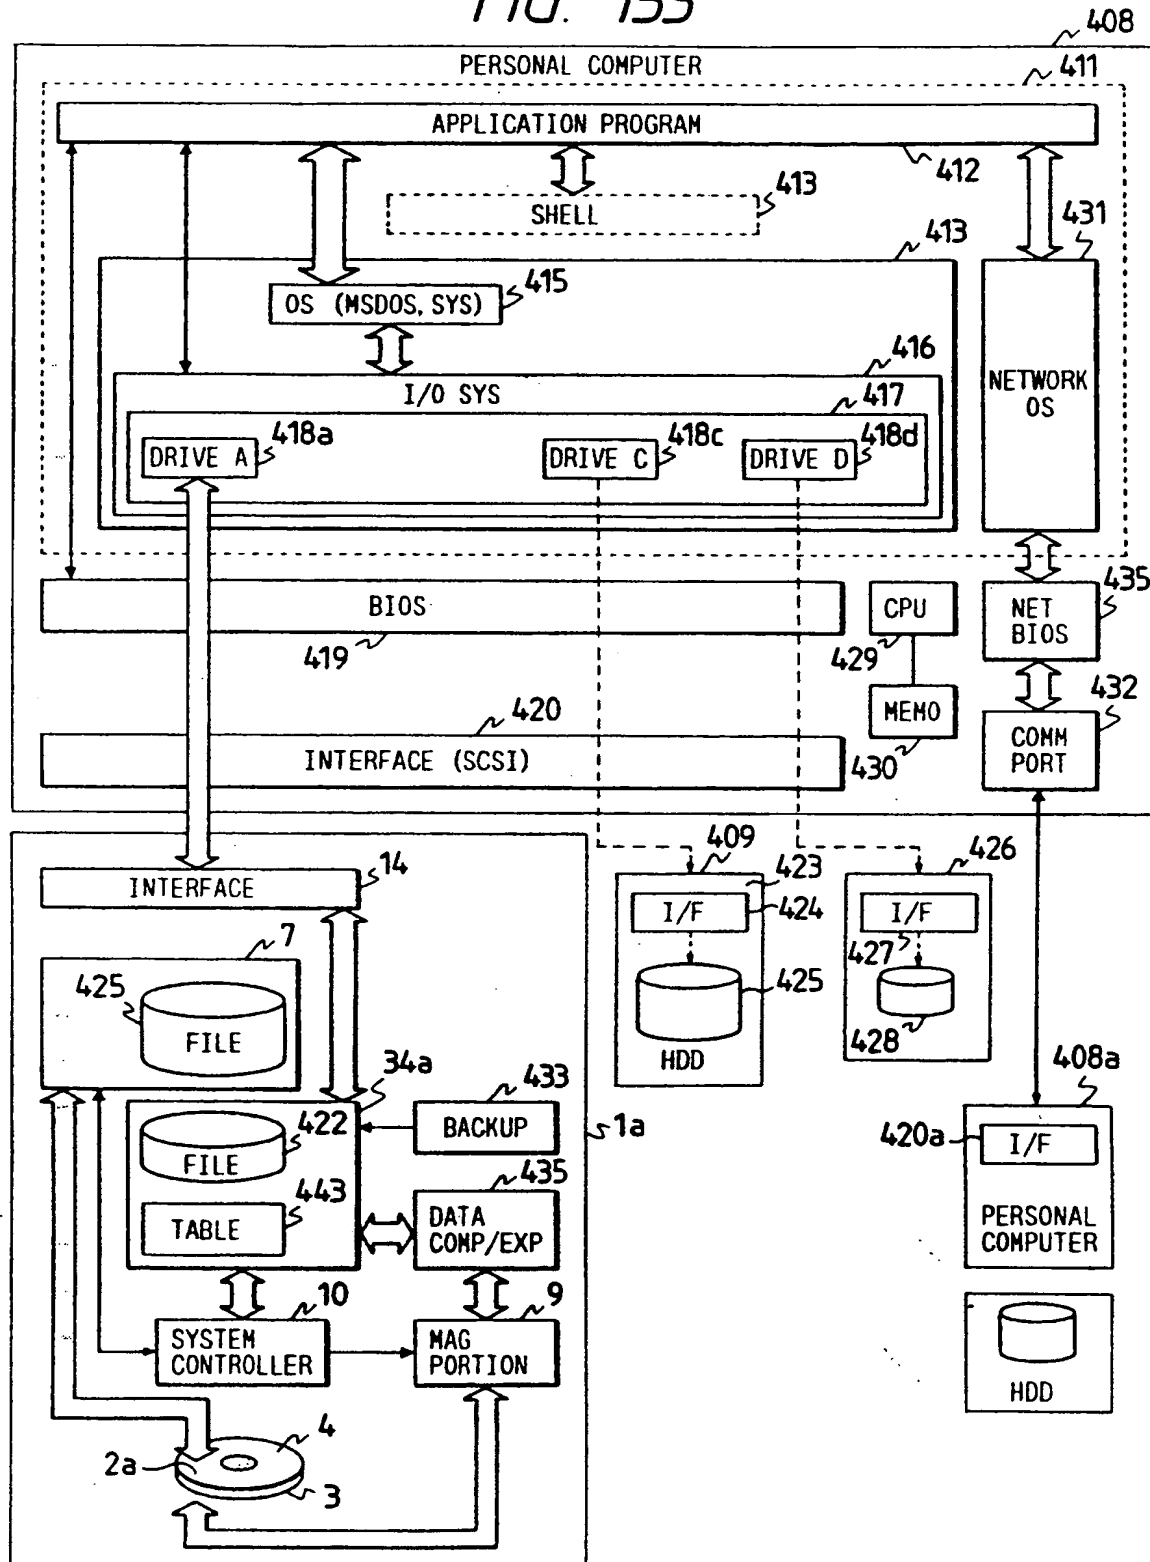 FIG. 153
408
PERSONAL COMPUTER
411
APPLICATION PROGRAM
412
SHELL
413
431
413
OS (MSDOS, SYS)
415
416
I/O SYS
417
NETWORK
OS
DRIVE A
418a
DRIVE C
418c
DRIVE D
418d
BIOS
419
CPU
429
NET
BIOS
435
MEMO
430
432
COMM
PORT
420
INTERFACE (SCSI)
INTERFACE
14
409
423
I/F
424
425
HDD
426
I/F
427
428
7
425
FILE
34a
433
BACKUP
1a
422
FILE
443
TABLE
435
DATA
COMP/EXP
408a
420a
I/F
PERSONAL
COMPUTER
10
SYSTEM
CONTROLLER
9
MAG
PORTION
HDD
4
2a
3